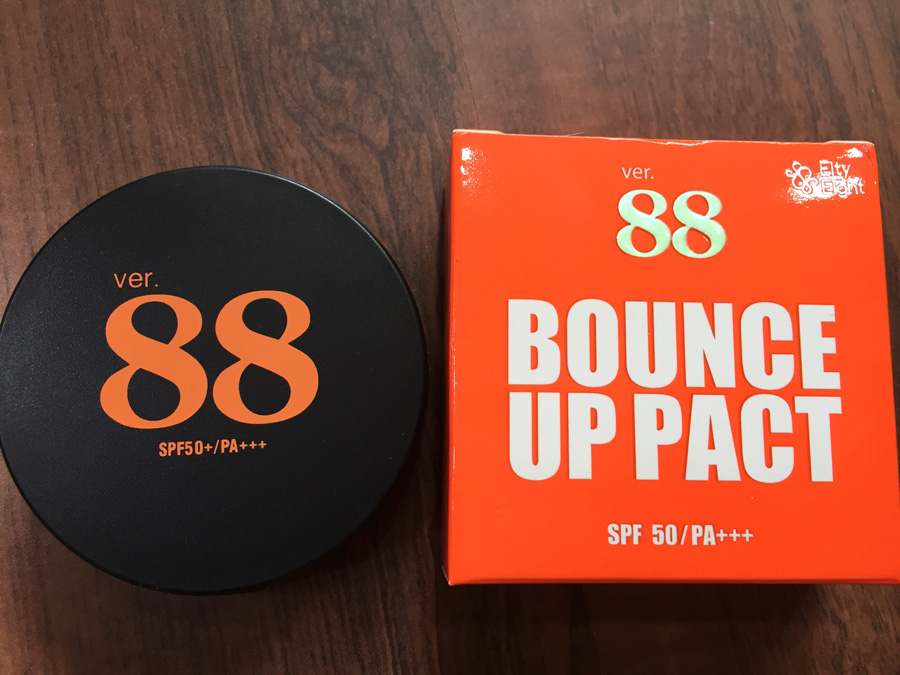 ver.
88
SPF50+/PA+++
ver.
88
Elty
Eight
BOUNCE
UP PACT
SPF 50/PA+++